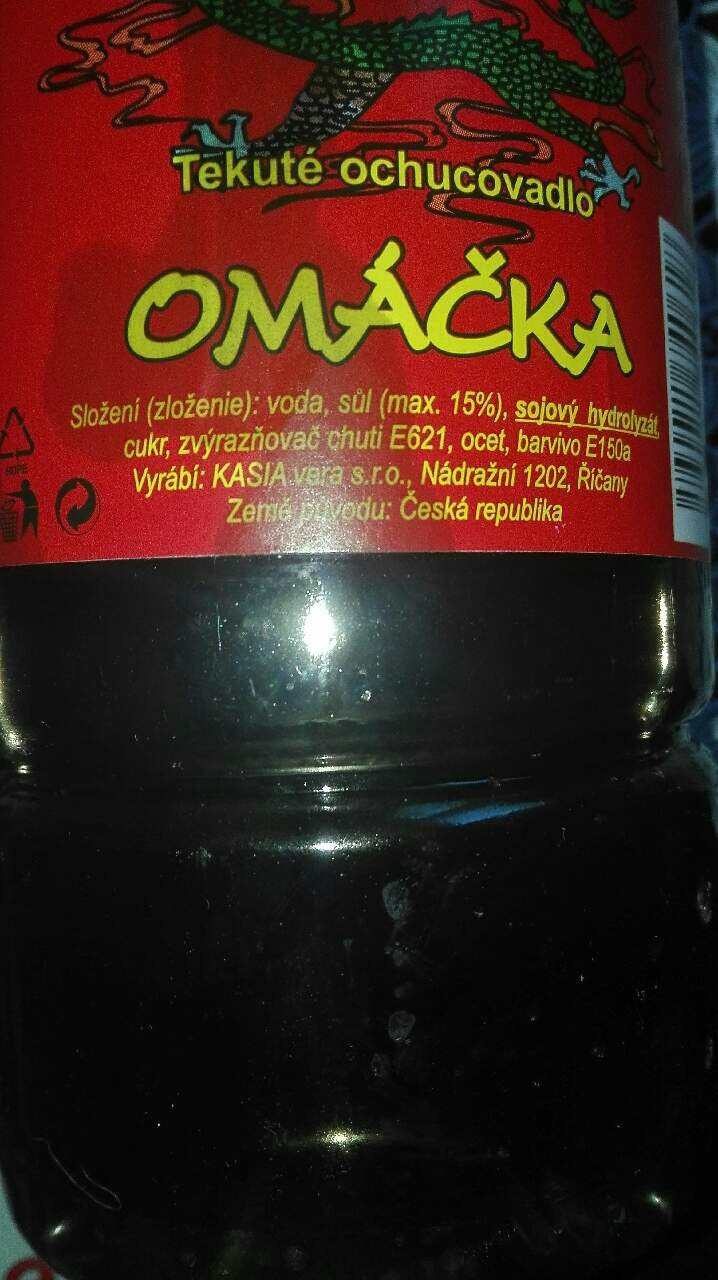 Tekuté ochucovadlo
OMÁČKA
Složení (zloženie): voda, sůl (max. 15%), sojový hydrolyzát,
cukr, zvýrazňovač chuti E621, ocet, barvivo E150a
Vyrábí: KASIA vera s.r.o., Nádražní 1202, Říčany
Země původu: Česká republika
HDPE